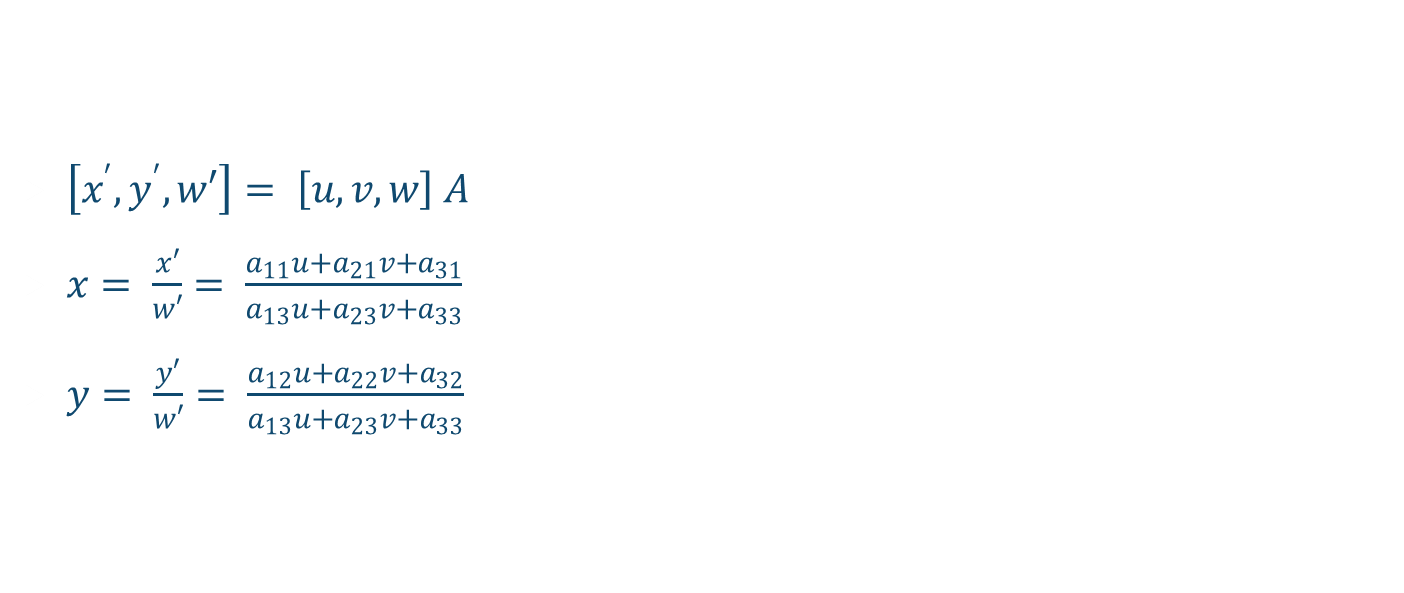 [x′, y′, w′] = [u, v, w] A
x = x′/w′ = (a₁₁u+a₂₁v+a₃₁)/(a₁₃u+a₂₃v+a₃₃)
y = y′/w′ = (a₁₂u+a₂₂v+a₃₂)/(a₁₃u+a₂₃v+a₃₃)